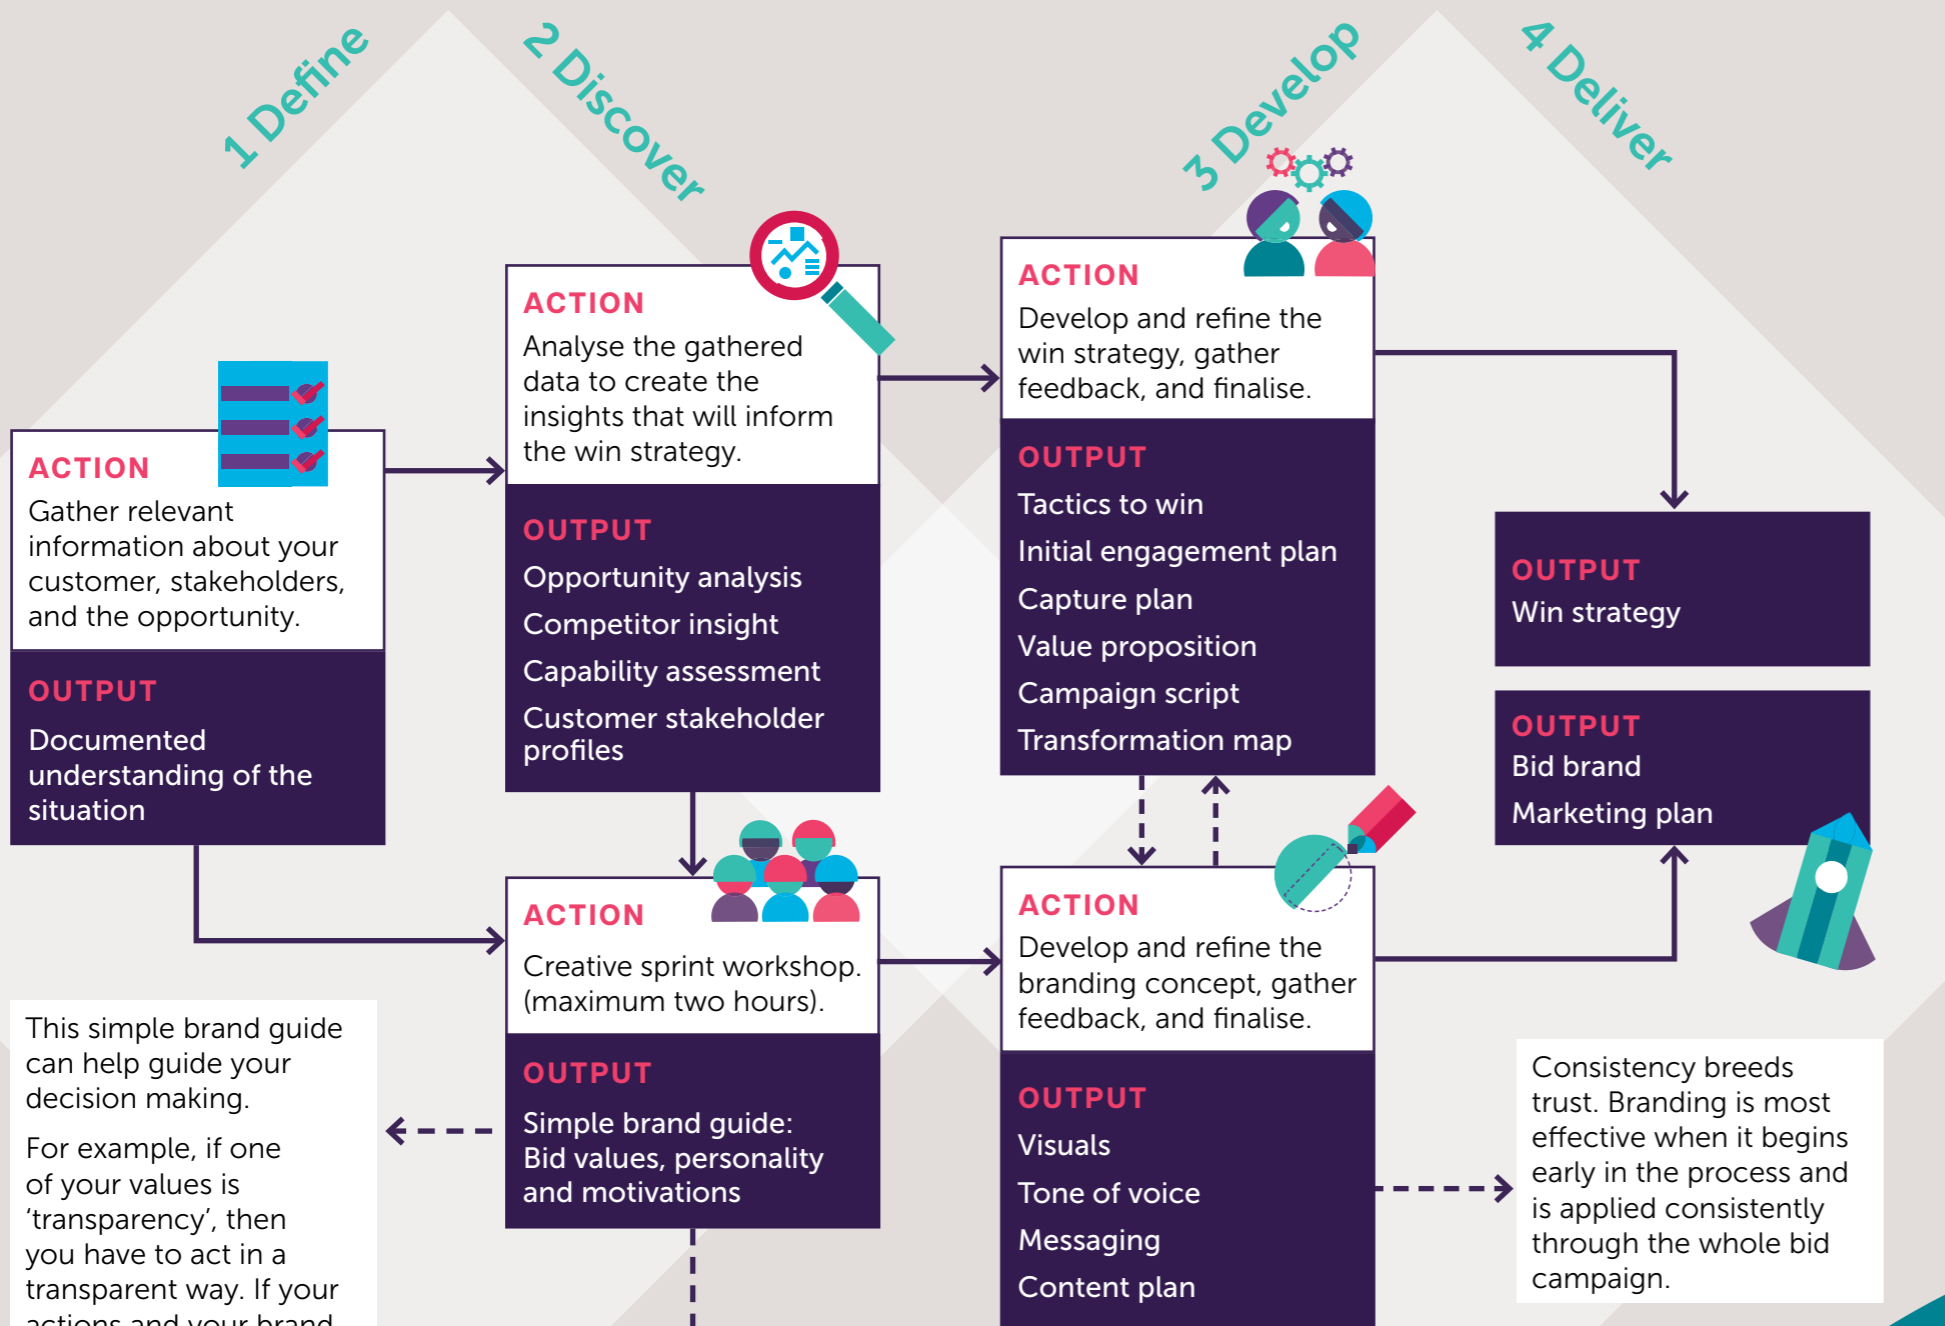 1 Define
2 Discover
3 Develop
4 Deliver
ACTION
Gather relevant
information about your
customer, stakeholders,
and the opportunity.
OUTPUT
Documented
understanding of the
situation
ACTION
Analyse the gathered
data to create the
insights that will inform
the win strategy.
OUTPUT
Opportunity analysis
Competitor insight
Capability assessment
Customer stakeholder
profiles
ACTION
Develop and refine the
win strategy, gather
feedback, and finalise.
OUTPUT
Tactics to win
Initial engagement plan
Capture plan
Value proposition
Campaign script
Transformation map
OUTPUT
Win strategy
OUTPUT
Bid brand
Marketing plan
ACTION
Creative sprint workshop.
(maximum two hours).
OUTPUT
Simple brand guide:
Bid values, personality
and motivations
ACTION
Develop and refine the
branding concept, gather
feedback, and finalise.
OUTPUT
Visuals
Tone of voice
Messaging
Content plan
This simple brand guide
can help guide your
decision making.
For example, if one
of your values is
‘transparency’, then
you have to act in a
transparent way. If your
actions and your brand
Consistency breeds
trust. Branding is most
effective when it begins
early in the process and
is applied consistently
through the whole bid
campaign.